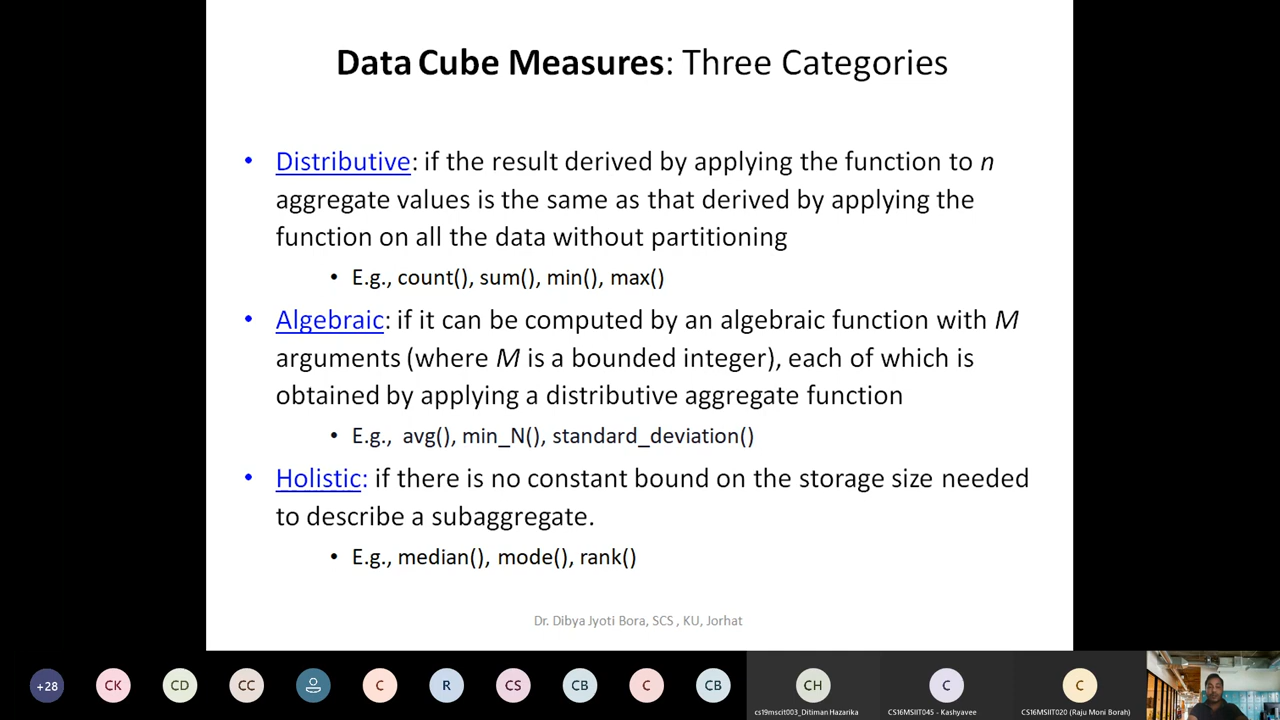 Data Cube Measures: Three Categories
• Distributive: if the result derived by applying the function to n
aggregate values is the same as that derived by applying the
function on all the data without partitioning
• E.g., count(), sum(), min(), max()
• Algebraic: if it can be computed by an algebraic function with M
arguments (where M is a bounded integer), each of which is
obtained by applying a distributive aggregate function
• E.g., avg(), min_N(), standard_deviation()
• Holistic: if there is no constant bound on the storage size needed
to describe a subaggregate.
• E.g., median(), mode(), rank()
Dr. Dibya Jyoti Bora, SCS , KU, Jorhat
+28 CK CD CC C R CS CB C CB CH C C
cs19mscit003_Ditiman Hazarika CS16MSIIT045 - Kashyavee CS16MSIIT020 (Raju Moni Borah)